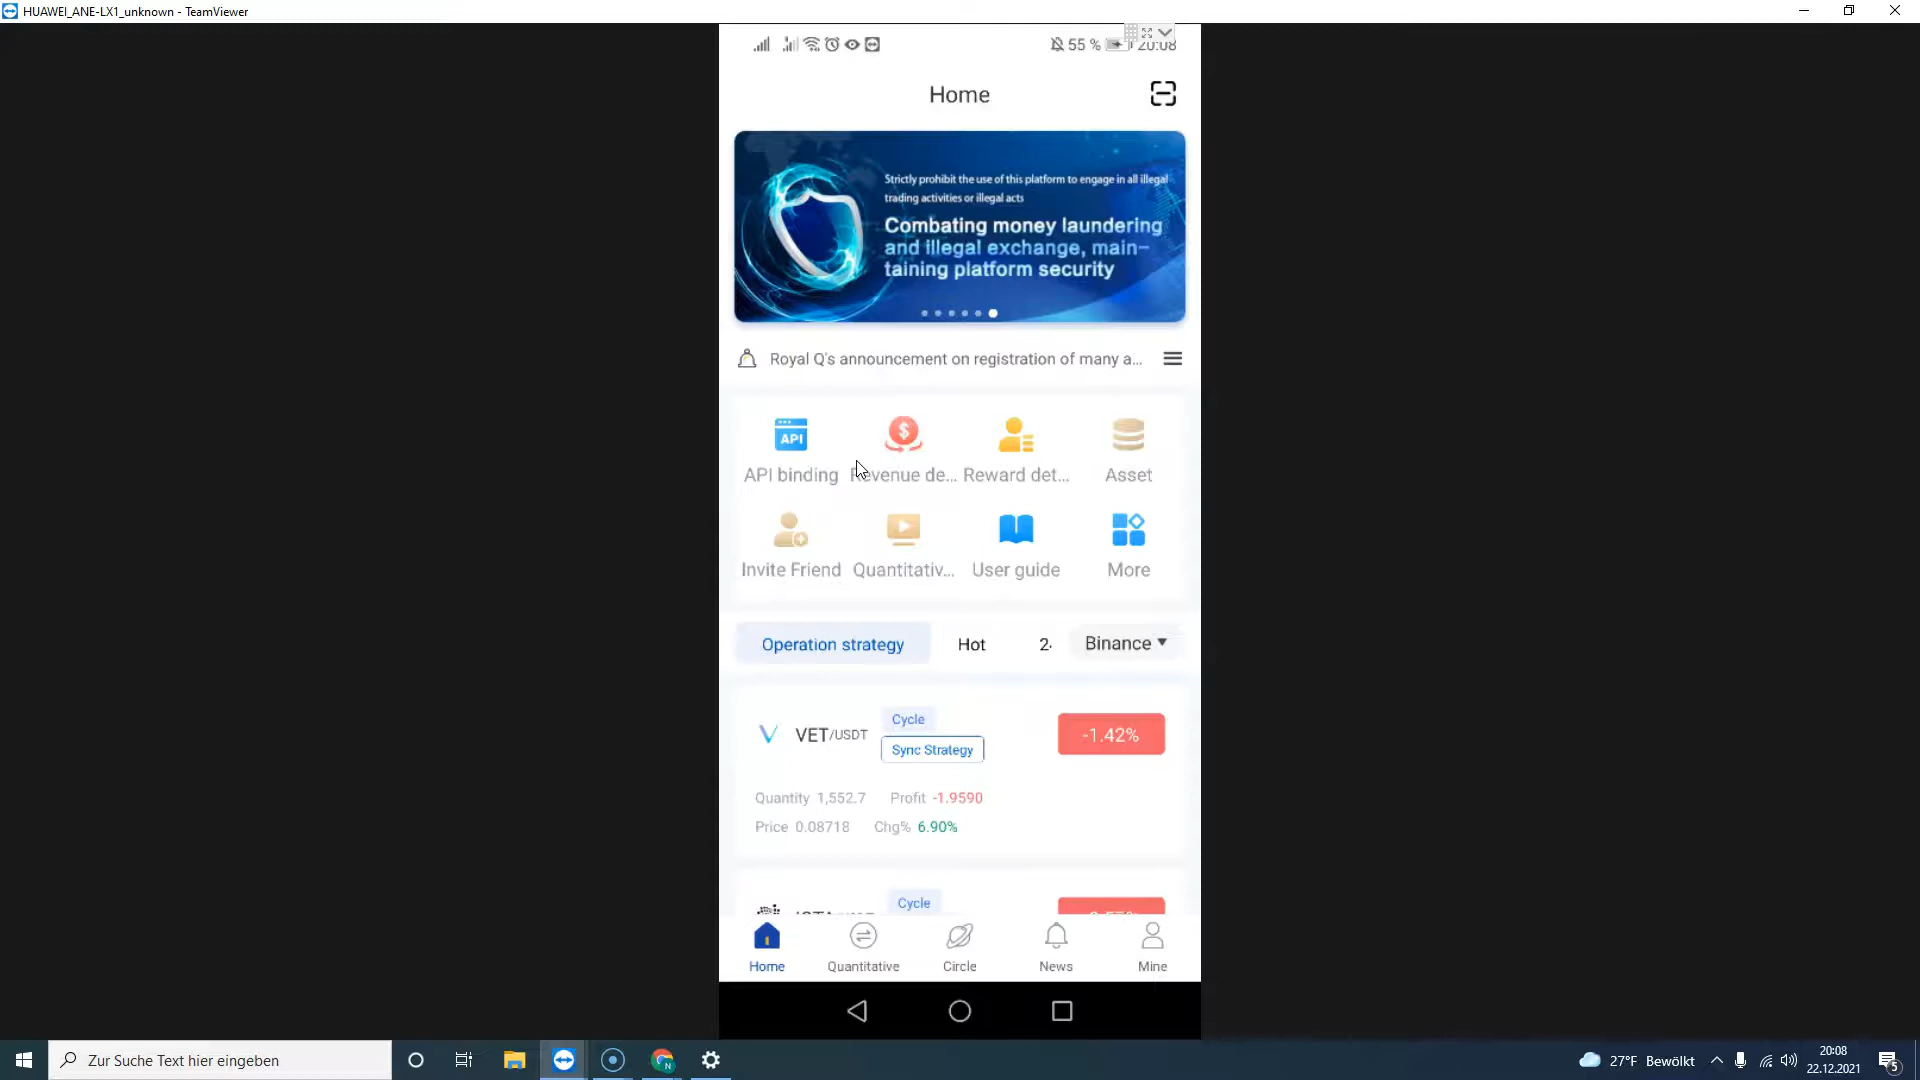 HUAWEI_ANE-LX1_unknown - TeamViewer
55 %
20:08
Home
Strictly prohibit the use of this platform to engage in all illegal
trading activities or illegal acts
Combating money laundering
and illegal exchange, main-
taining platform security
Royal Q's announcement on registration of many a...
API
API binding
Revenue de...
Reward det...
Asset
Invite Friend
Quantitativ...
User guide
More
Operation strategy
Hot
Binance
VET/USDT
Cycle
Sync Strategy
-1.42%
Quantity 1,552.7 Profit -1.9590
Price 0.08718 Chg% 6.90%
Cycle
Home
Quantitative
Circle
News
Mine
Zur Suche Text hier eingeben
N
27°F Bewölkt
20:08
22.12.2021
5